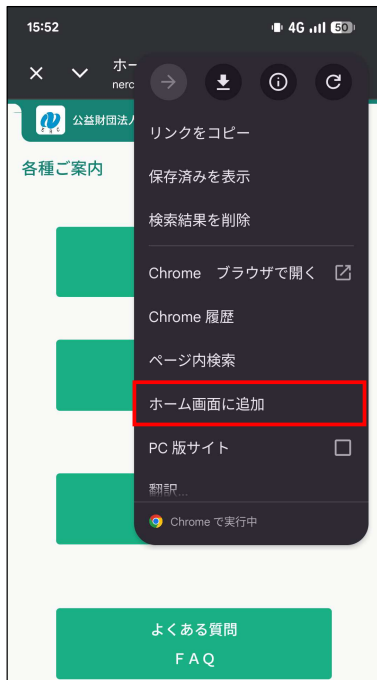 15:52
4G 50
ホー
nerc
公益財団法人
各種ご案内
リンクをコピー
保存済みを表示
検索結果を削除
Chrome ブラウザで開く
Chrome 履歴
ページ内検索
ホーム画面に追加
PC 版サイト
翻訳...
Chrome で実行中
よくある質問
ＦＡＱ